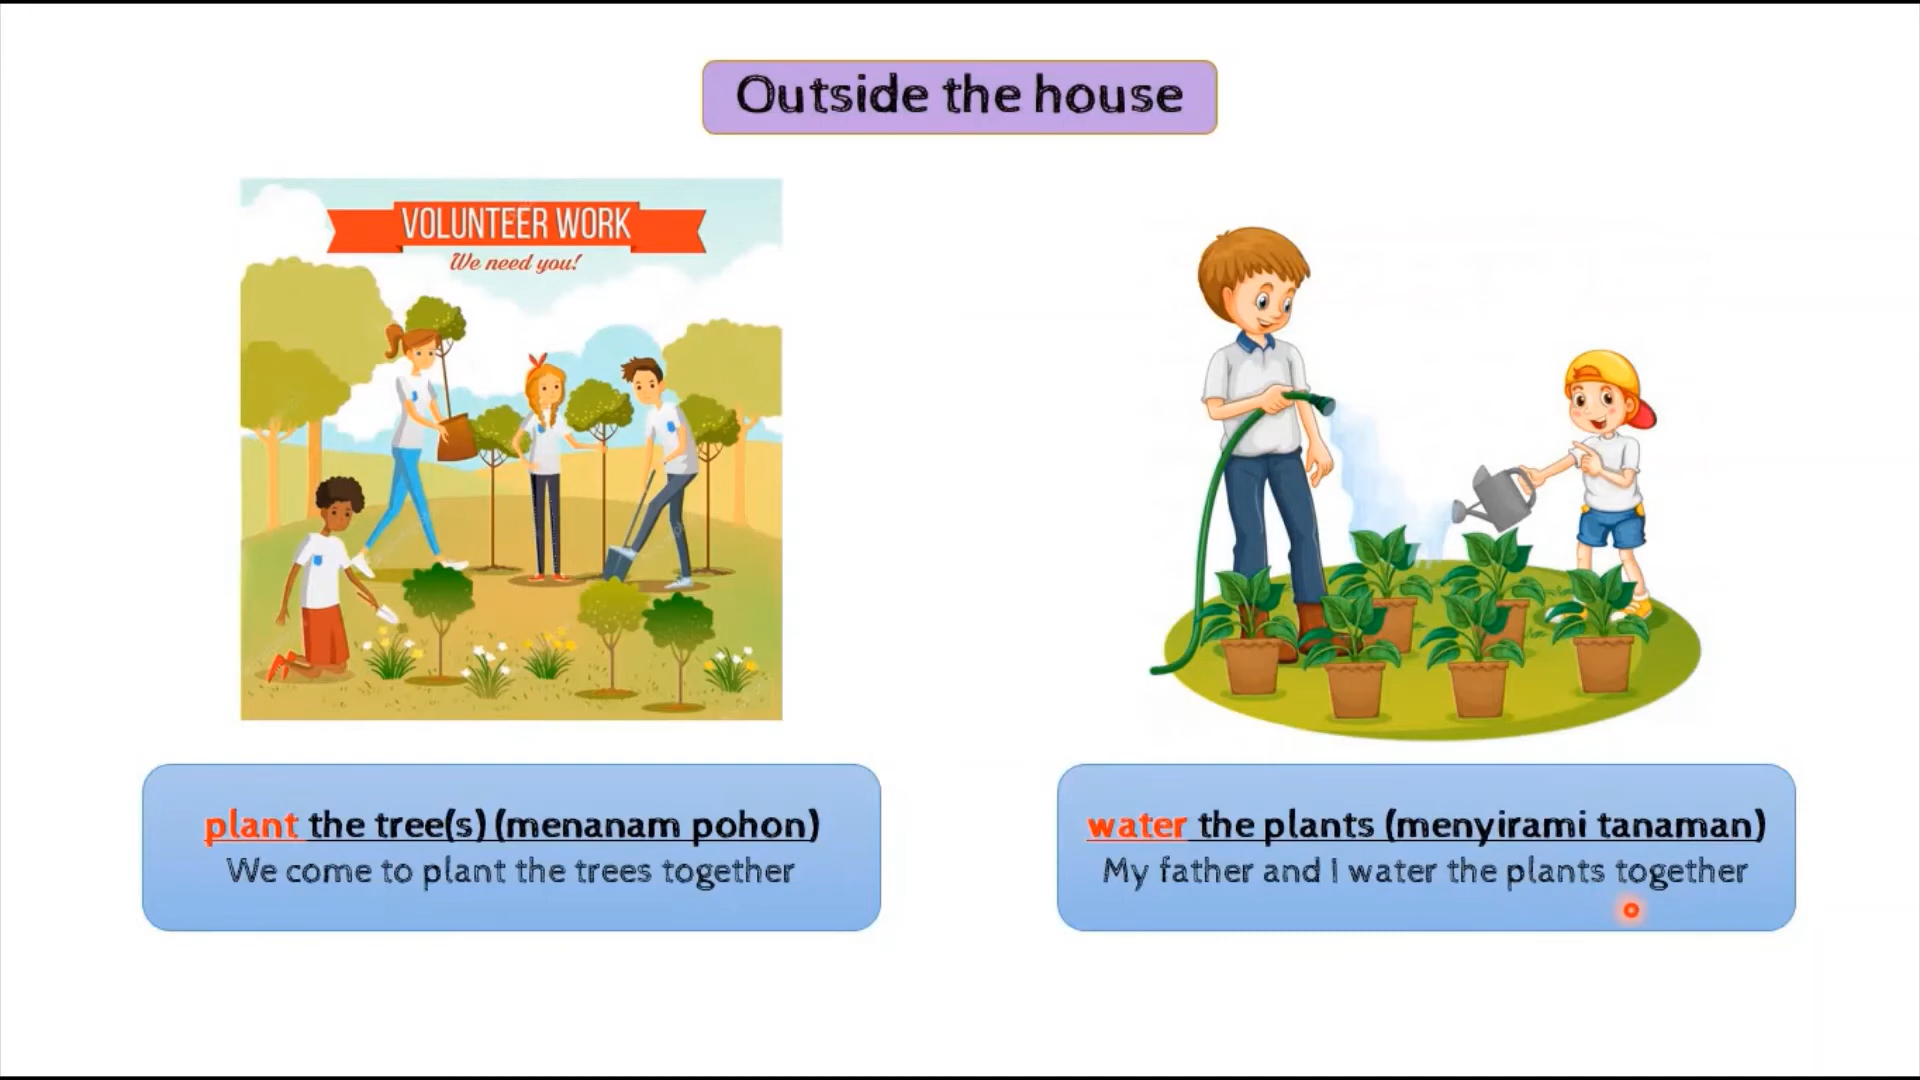 Outside the house
VOLUNTEER WORK
We need you!
plant the tree(s) (menanam pohon)
We come to plant the trees together
water the plants (menyirami tanaman)
My father and I water the plants together